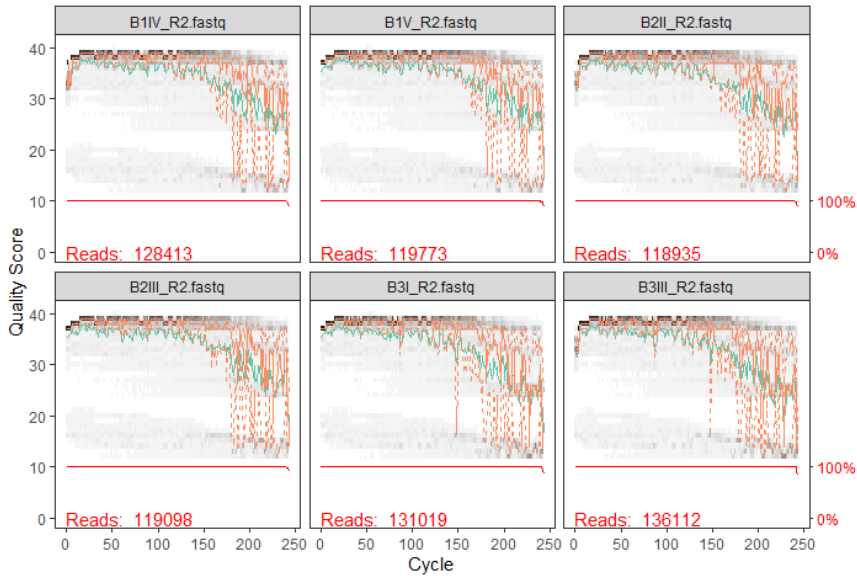 B1IV_R2.fastq B1V_R2.fastq B2II_R2.fastq
40
30
20
10 100%
0 Reads: 128413 Reads: 119773 Reads: 118935 0%
Quality Score
B2III_R2.fastq B3I_R2.fastq B3III_R2.fastq
40
30
20
10 100%
0 Reads: 119098 Reads: 131019 Reads: 136112 0%
0 50 100 150 200 250 0 50 100 150 200 250 0 50 100 150 200 250
Cycle